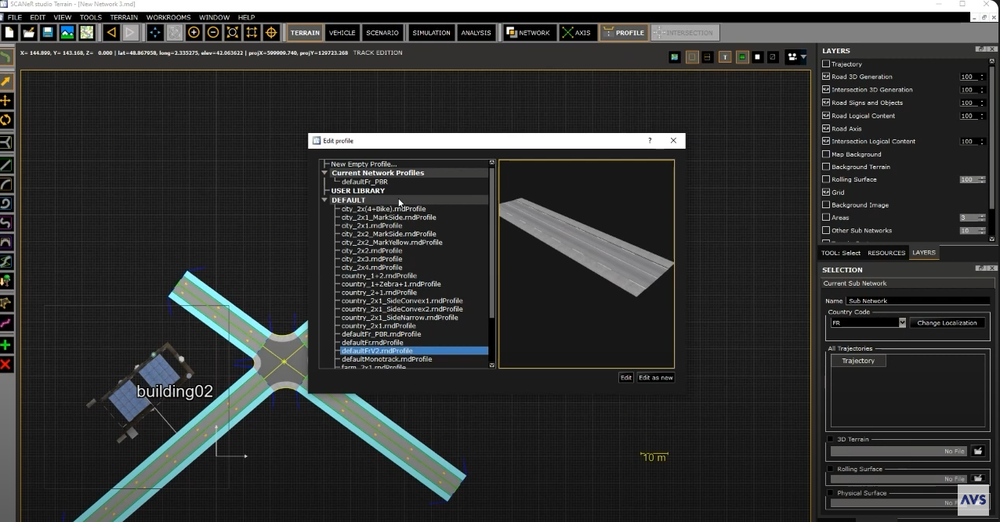 SCANeR studio Terrain - [New Network 3.rnd]
FILE EDIT VIEW TOOLS TERRAIN WORKROOMS WINDOW HELP
TERRAIN VEHICLE SCENARIO SIMULATION ANALYSIS NETWORK AXIS PROFILE INTERSECTION
X= 144.899, Y= 143.168, Z= 0.000 | lat=48.867958, long=2.335275, elev=42.063622 | projX=599909.740, projY=129723.268 TRACK EDITION
T
Edit profile
?
New Empty Profile...
Current Network Profiles
defaultFr_PBR
USER LIBRARY
DEFAULT
city_2x(4+Bike).rndProfile
city_2x1_MarkSide.rndProfile
city_2x1.rndProfile
city_2x2_MarkSide.rndProfile
city_2x2_MarkYellow.rndProfile
city_2x2.rndProfile
city_2x3.rndProfile
city_2x4.rndProfile
country_1+2.rndProfile
country_1+Zebra+1.rndProfile
country_2+1.rndProfile
country_2x1_SideConvex1.rndProfile
country_2x1_SideConvex2.rndProfile
country_2x1_SideNarrow.rndProfile
country_2x1.rndProfile
defaultFr_PBR.rndProfile
defaultFr.rndProfile
defaultFrV2.rndProfile
defaultMonotrack.rndProfile
farm_2x1.rndProfile
Edit Edit as new
building02
10 m
LAYERS
Trajectory
Road 3D Generation 100
Intersection 3D Generation 100
Road Signs and Objects 100
Road Logical Content 100
Road Axis
Intersection Logical Content 100
Map Background
Background Terrain
Rolling Surface 100
Grid
Background Image
Areas 3
Other Sub Networks 10
TOOL: Select RESOURCES LAYERS
SELECTION
Current Sub Network
Name Sub Network
Country Code
FR Change Localization
All Trajectories
Trajectory
3D Terrain
No File
Rolling Surface
No File
Physical Surface
AVS